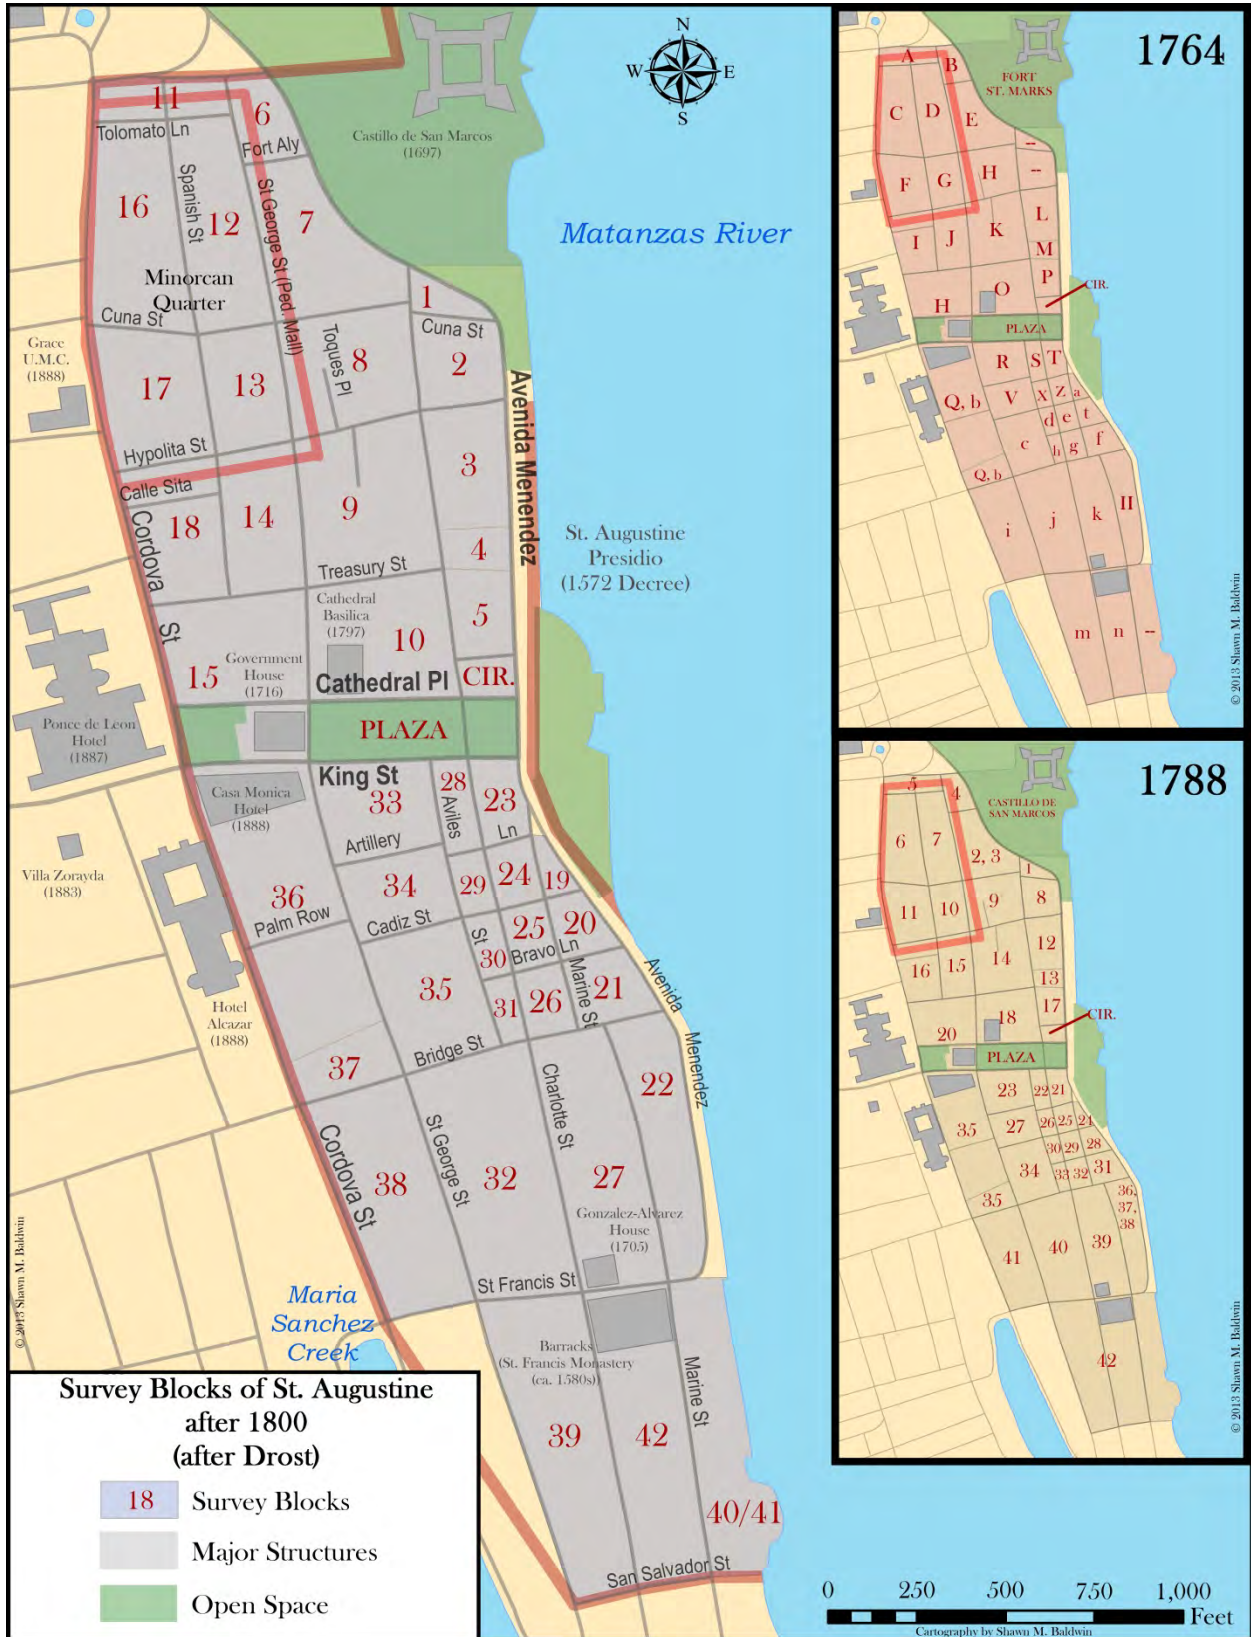 N
W
E
S
Castillo de San Marcos
(1697)
Matanzas River
11
6
Tolomato Ln
Fort Aly
16
Spanish St
12
St George St (Ped. Mall)
7
Minorcan
Quarter
1
Cuna St
Cuna St
Grace
U.M.C.
(1888)
17
13
Toques Pl
8
2
Avenida Menendez
Hypolita St
Calle Sita
3
18
14
9
Cordova
St
4
St. Augustine
Presidio
(1572 Decree)
Treasury St
Cathedral
Basilica
(1797)
10
5
15
Government
House
(1716)
Cathedral Pl
CIR.
Ponce de Leon
Hotel
(1887)
PLAZA
King St
Casa Monica
Hotel
(1888)
33
28
Aviles
St
23
Artillery
Ln
Villa Zorayda
(1883)
36
34
29
24
19
Palm Row
Cadiz St
25
20
30
Bravo Ln
Hotel
Alcazar
(1888)
35
31
26
Marine St
21
Avenida
Menendez
37
Bridge St
22
Cordova St
38
St George St
32
Charlotte St
27
Gonzalez-Alvarez
House
(1705)
St Francis St
Maria
Sanchez
Creek
Barracks
(St. Francis Monastery
(ca. 1580s))
Marine St
39
42
40/41
San Salvador St
© 2013 Shawn M. Baldwin
Survey Blocks of St. Augustine
after 1800
(after Drost)
18 Survey Blocks
Major Structures
Open Space
1764
FORT
ST. MARKS
A
B
C
D
E
--
F
G
H
--
L
I
J
K
M
P
H
O
CIR.
PLAZA
R
S
T
Q, b
V
X
Z
a
d
e
t
c
h
g
f
Q, b
i
j
k
II
m
n
--
© 2013 Shawn M. Baldwin
1788
CASTILLO DE
SAN MARCOS
5
4
6
7
2, 3
1
11
10
9
8
16
15
14
12
13
17
20
18
CIR.
PLAZA
23
22
21
35
27
26
25
24
30
29
28
34
33
32
31
35
36,
37,
38
41
40
39
42
© 2013 Shawn M. Baldwin
0 250 500 750 1,000
Feet
Cartography by Shawn M. Baldwin